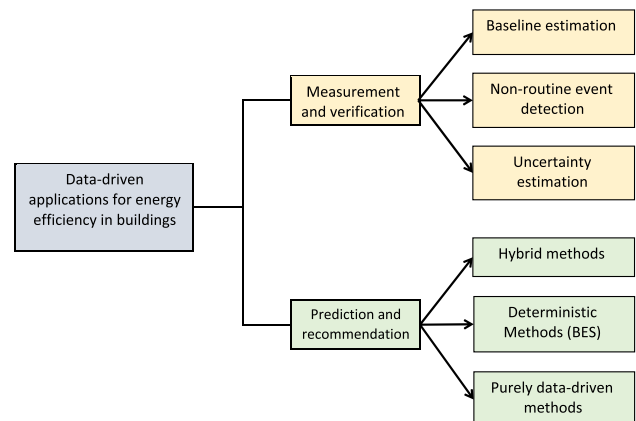 Data-driven
applications for energy
efficiency in buildings
Measurement
and verification
Baseline estimation
Non-routine event
detection
Uncertainty
estimation
Prediction and
recommendation
Hybrid methods
Deterministic
Methods (BES)
Purely data-driven
methods